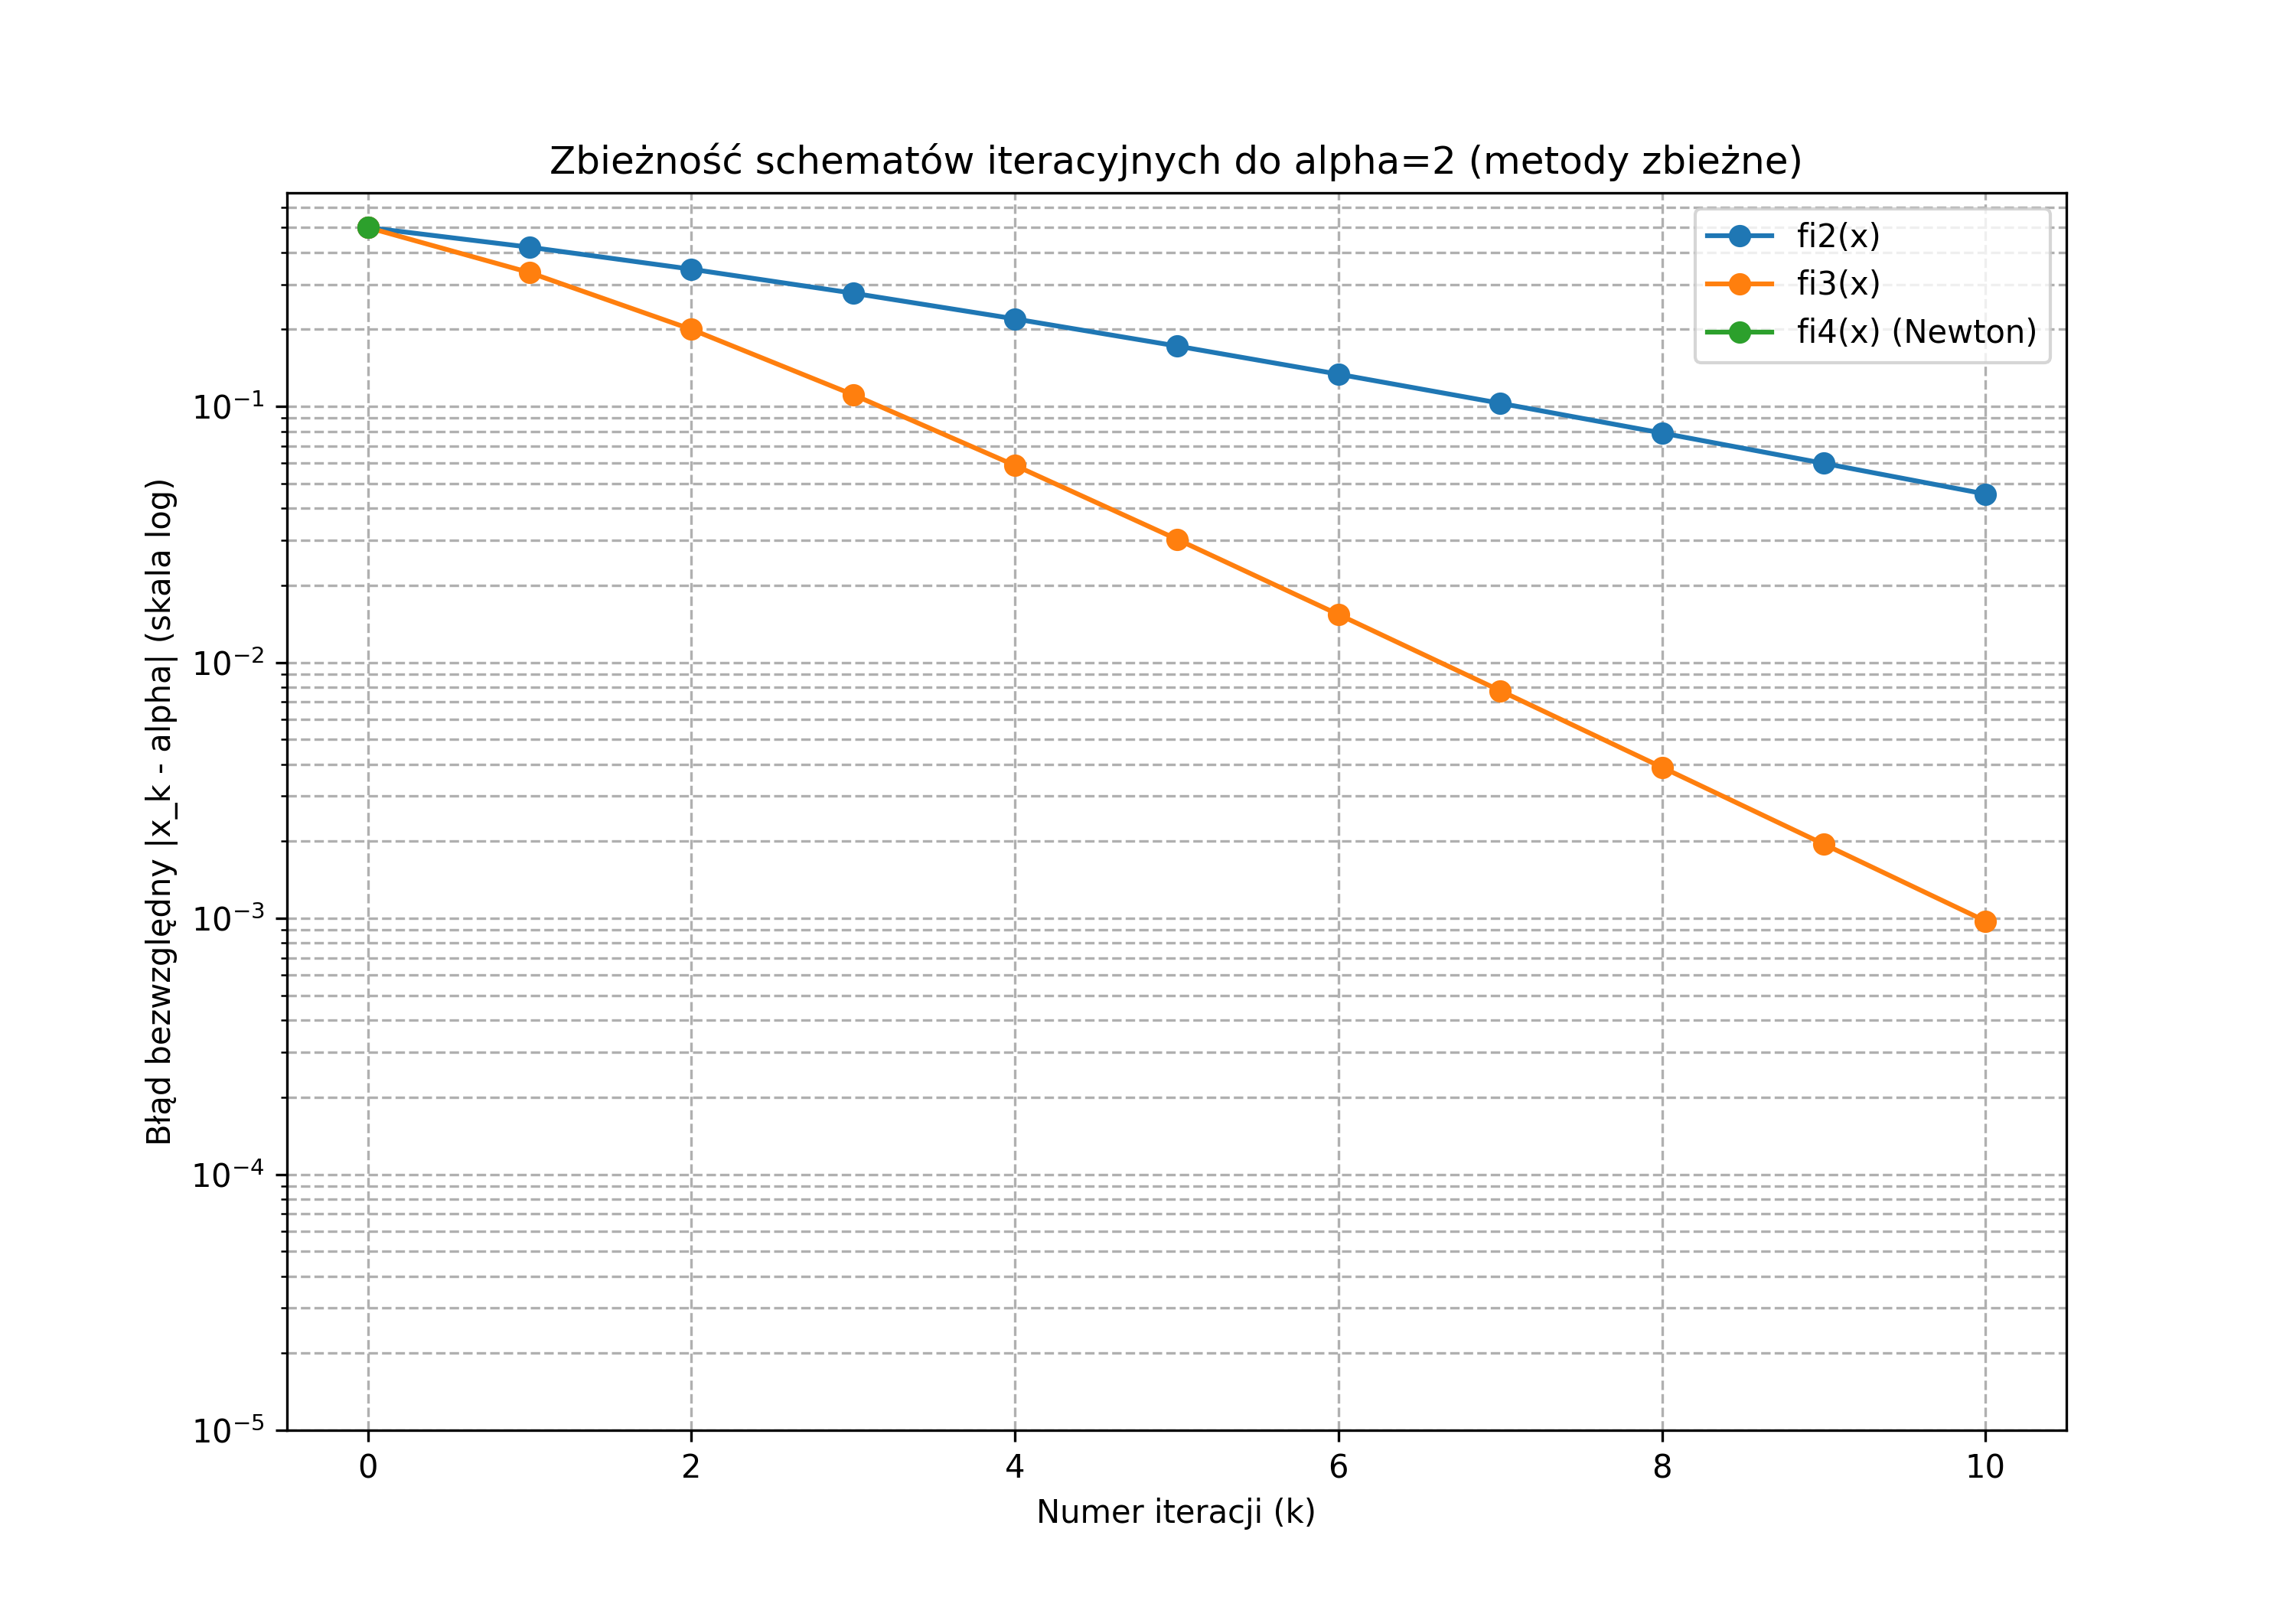 Zbieżność schematów iteracyjnych do alpha=2 (metody zbieżne)
fi2(x)
fi3(x)
fi4(x) (Newton)
Błąd bezwzględny |x_k - alpha| (skala log)
10⁻¹
10⁻²
10⁻³
10⁻⁴
10⁻⁵
0 2 4 6 8 10
Numer iteracji (k)